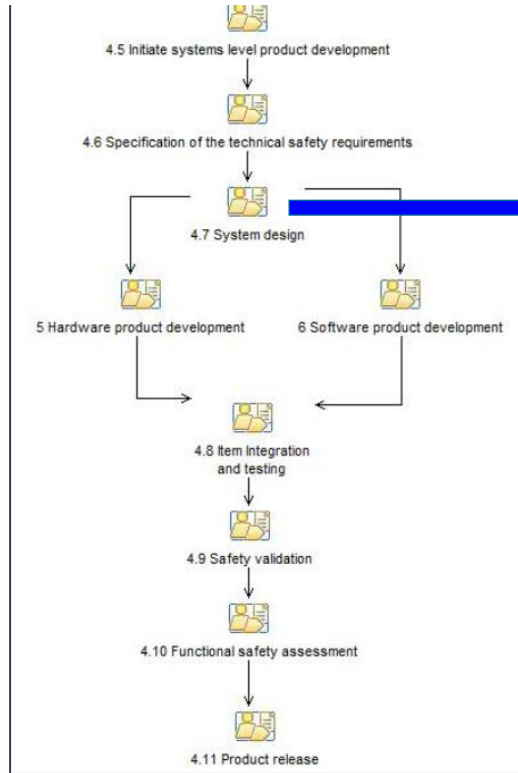 4.5 Initiate systems level product development
4.6 Specification of the technical safety requirements
4.7 System design
5 Hardware product development
6 Software product development
4.8 Item Integration
and testing
4.9 Safety validation
4.10 Functional safety assessment
4.11 Product release